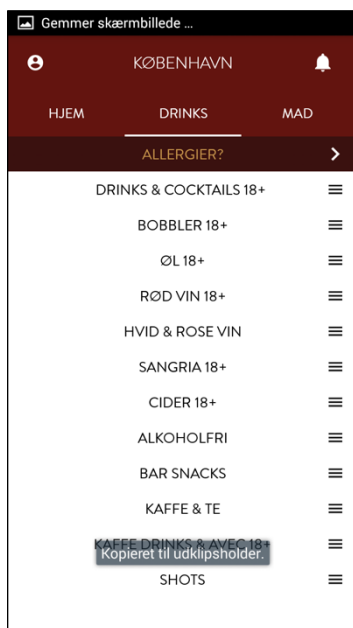 Gemmer skærmbillede ...
KØBENHAVN
HJEM DRINKS MAD
ALLERGIER?
DRINKS & COCKTAILS 18+
BOBBLER 18+
ØL 18+
RØD VIN 18+
HVID & ROSE VIN
SANGRIA 18+
CIDER 18+
ALKOHOLFRI
BAR SNACKS
KAFFE & TE
KAFFE DRINKS & AVEC 18+
Kopieret til udklipsholder.
SHOTS